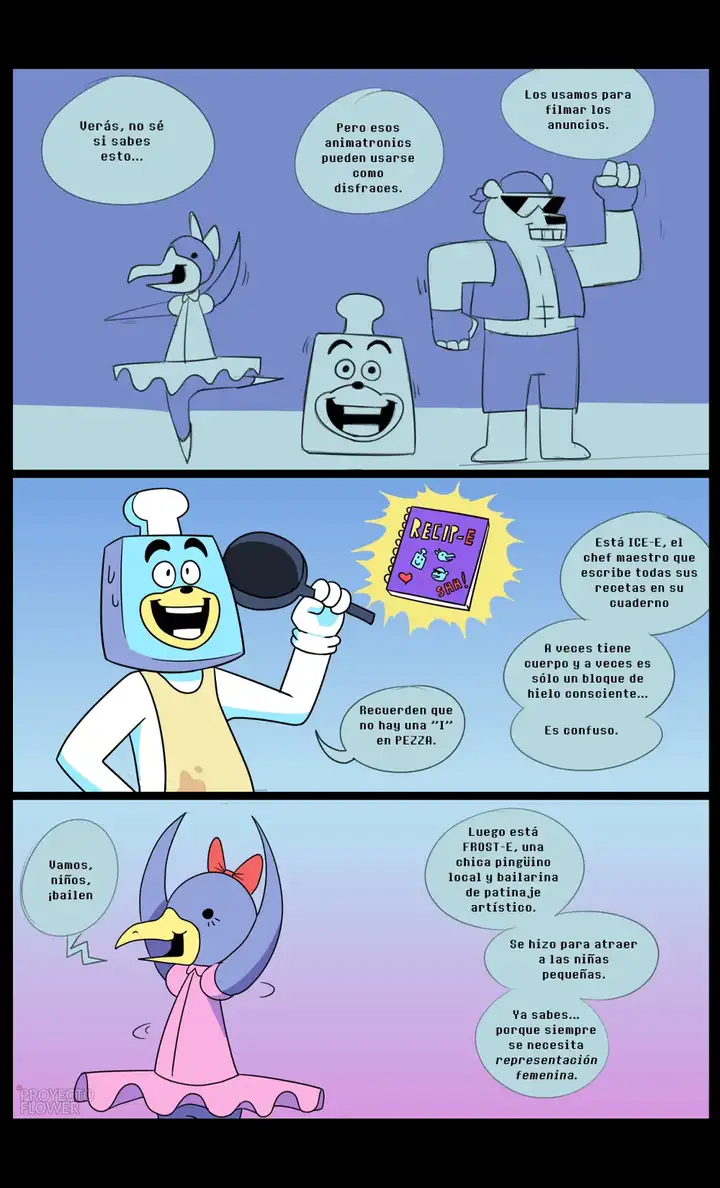 Verás, no sé
si sabes
esto...
Pero esos
animatronics
pueden usarse
como
disfraces.
Los usamos para
filmar los
anuncios.
RECIP-E
SHH!
Está ICE-E, el
chef maestro que
escribe todas sus
recetas en su
cuaderno
A veces tiene
cuerpo y a veces es
sólo un bloque de
hielo consciente...
Es confuso.
Recuerden que
no hay una "I"
en PEZZA.
Vamos,
niños,
¡bailen
Luego está
FROST-E, una
chica pingüino
local y bailarina
de patinaje
artístico.
Se hizo para atraer
a las niñas
pequeñas.
Ya sabes...
porque siempre
se necesita
representación
femenina.
PROYECTO
FLOWER